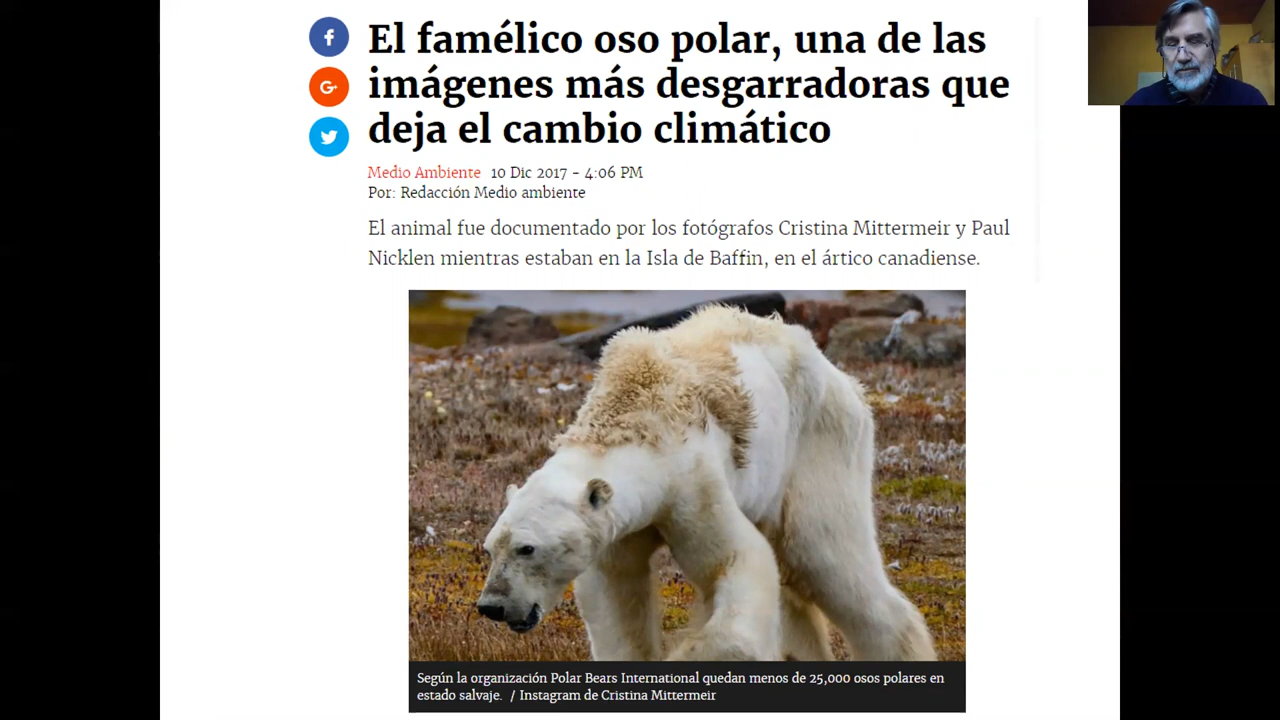 El famélico oso polar, una de las
imágenes más desgarradoras que
deja el cambio climático
Medio Ambiente 10 Dic 2017 - 4:06 PM
Por: Redacción Medio ambiente
El animal fue documentado por los fotógrafos Cristina Mittermeir y Paul
Nicklen mientras estaban en la Isla de Baffin, en el ártico canadiense.
Según la organización Polar Bears International quedan menos de 25,000 osos polares en
estado salvaje. / Instagram de Cristina Mittermeir